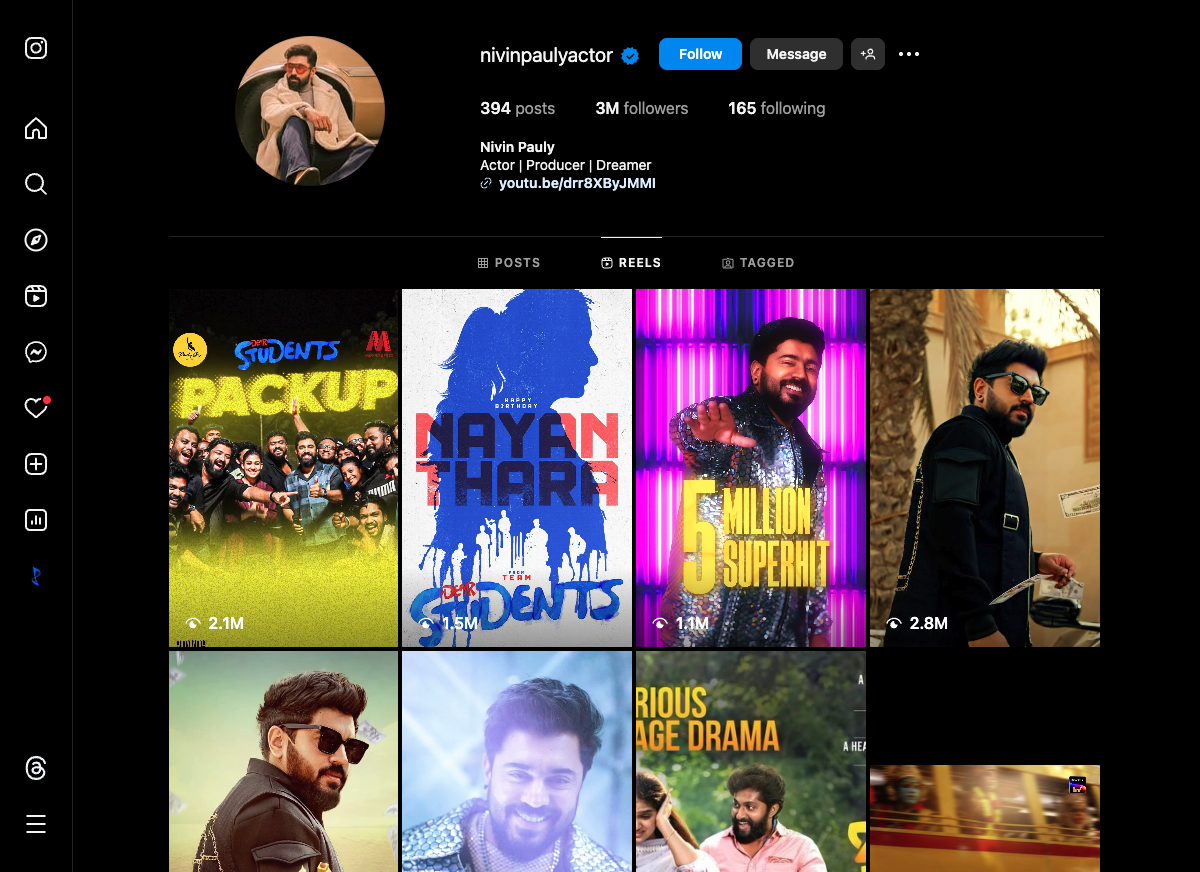 nivinpaulyactor
Follow
Message
394 posts
3M followers
165 following
Nivin Pauly
Actor | Producer | Dreamer
youtu.be/drr8XByJMMI
POSTS
REELS
TAGGED
DEAR
STUDENTS
PACKUP
2.1M
HAPPY
BIRTHDAY
NAYAN
THARA
FROM
TEAM
DEAR
STUDENTS
1.5M
5 MILLION
SUPERHIT
1.1M
2.8M
RIOUS
AGE DRAMA
A
A HEA